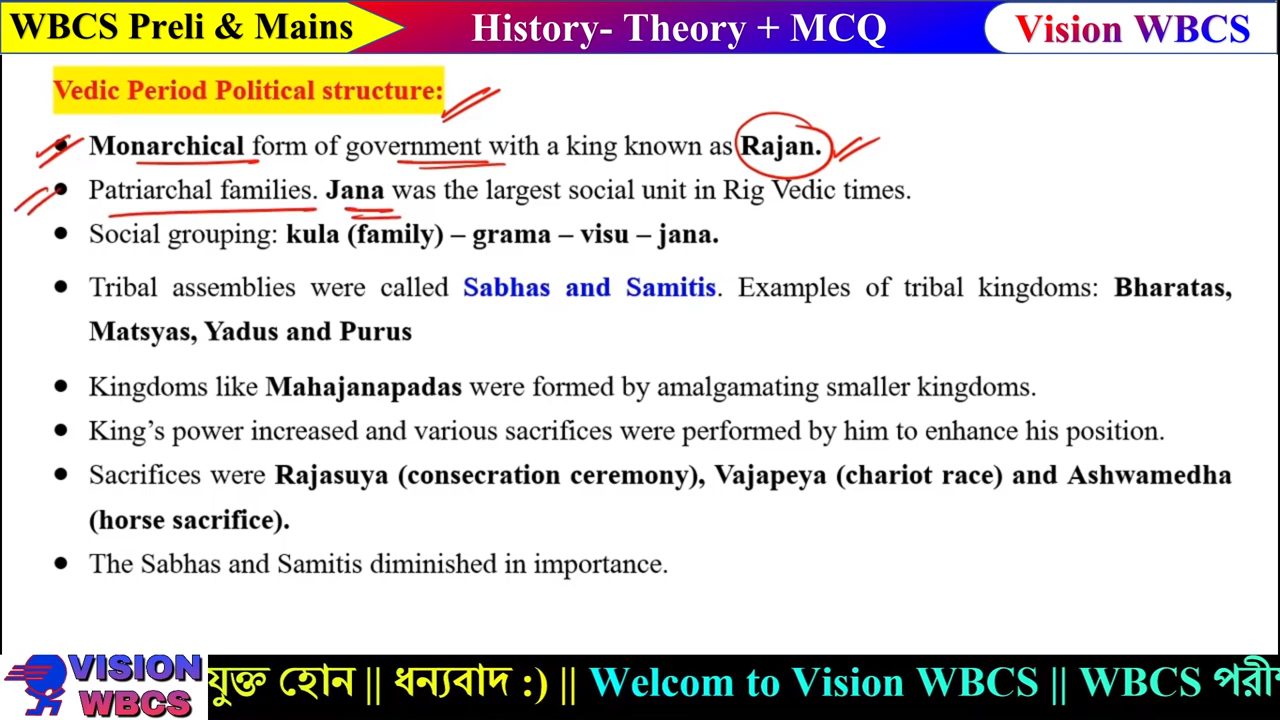 WBCS Preli & Mains
History- Theory + MCQ
Vision WBCS
Vedic Period Political structure:
● Monarchical form of government with a king known as Rajan.
● Patriarchal families. Jana was the largest social unit in Rig Vedic times.
● Social grouping: kula (family) – grama – visu – jana.
● Tribal assemblies were called Sabhas and Samitis. Examples of tribal kingdoms: Bharatas,
Matsyas, Yadus and Purus
● Kingdoms like Mahajanapadas were formed by amalgamating smaller kingdoms.
● King’s power increased and various sacrifices were performed by him to enhance his position.
● Sacrifices were Rajasuya (consecration ceremony), Vajapeya (chariot race) and Ashwamedha
(horse sacrifice).
● The Sabhas and Samitis diminished in importance.
VISION
WBCS
যুক্ত হোন || ধন্যবাদ :) || Welcome to Vision WBCS || WBCS